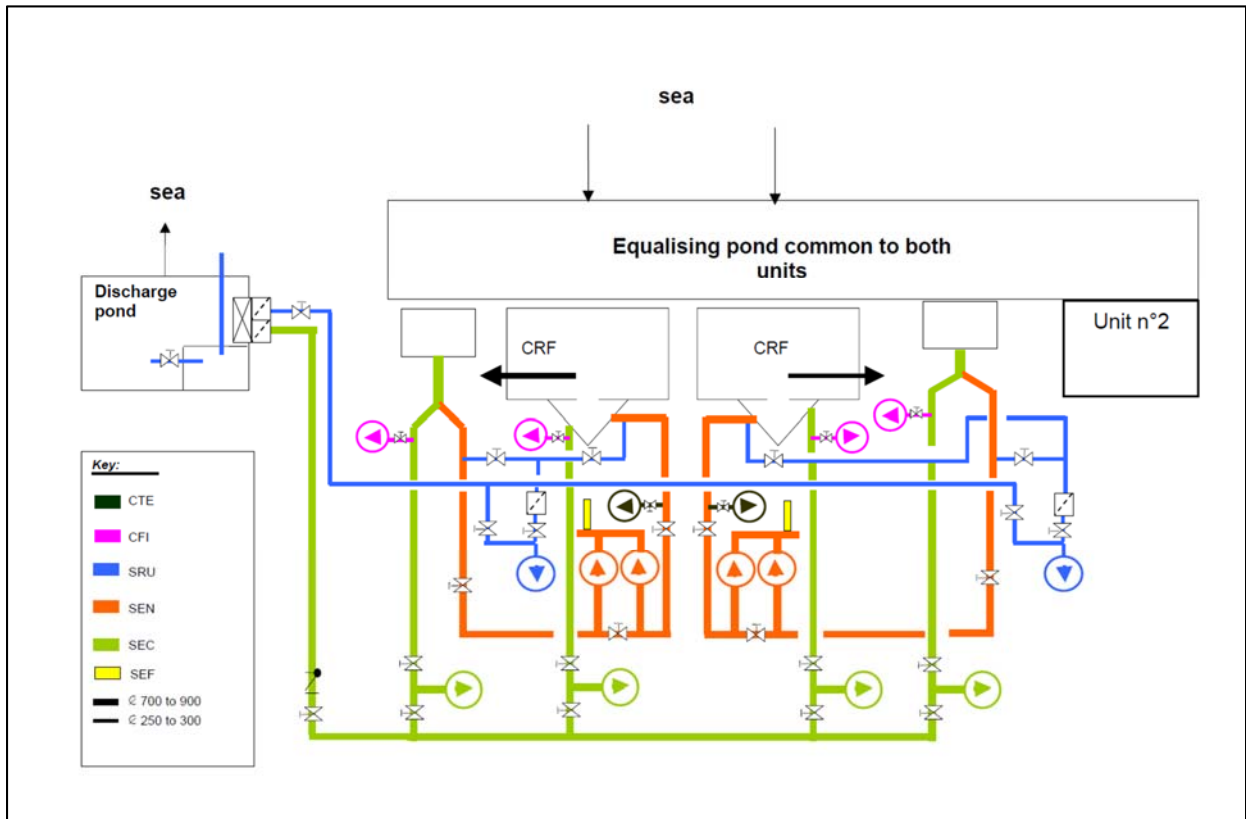 sea
sea
Equalising pond common to both
units
Discharge
pond
CRF
CRF
Unit n°2
Key:
CTE
CFI
SRU
SEN
SEC
SEF
700 to 900
250 to 300